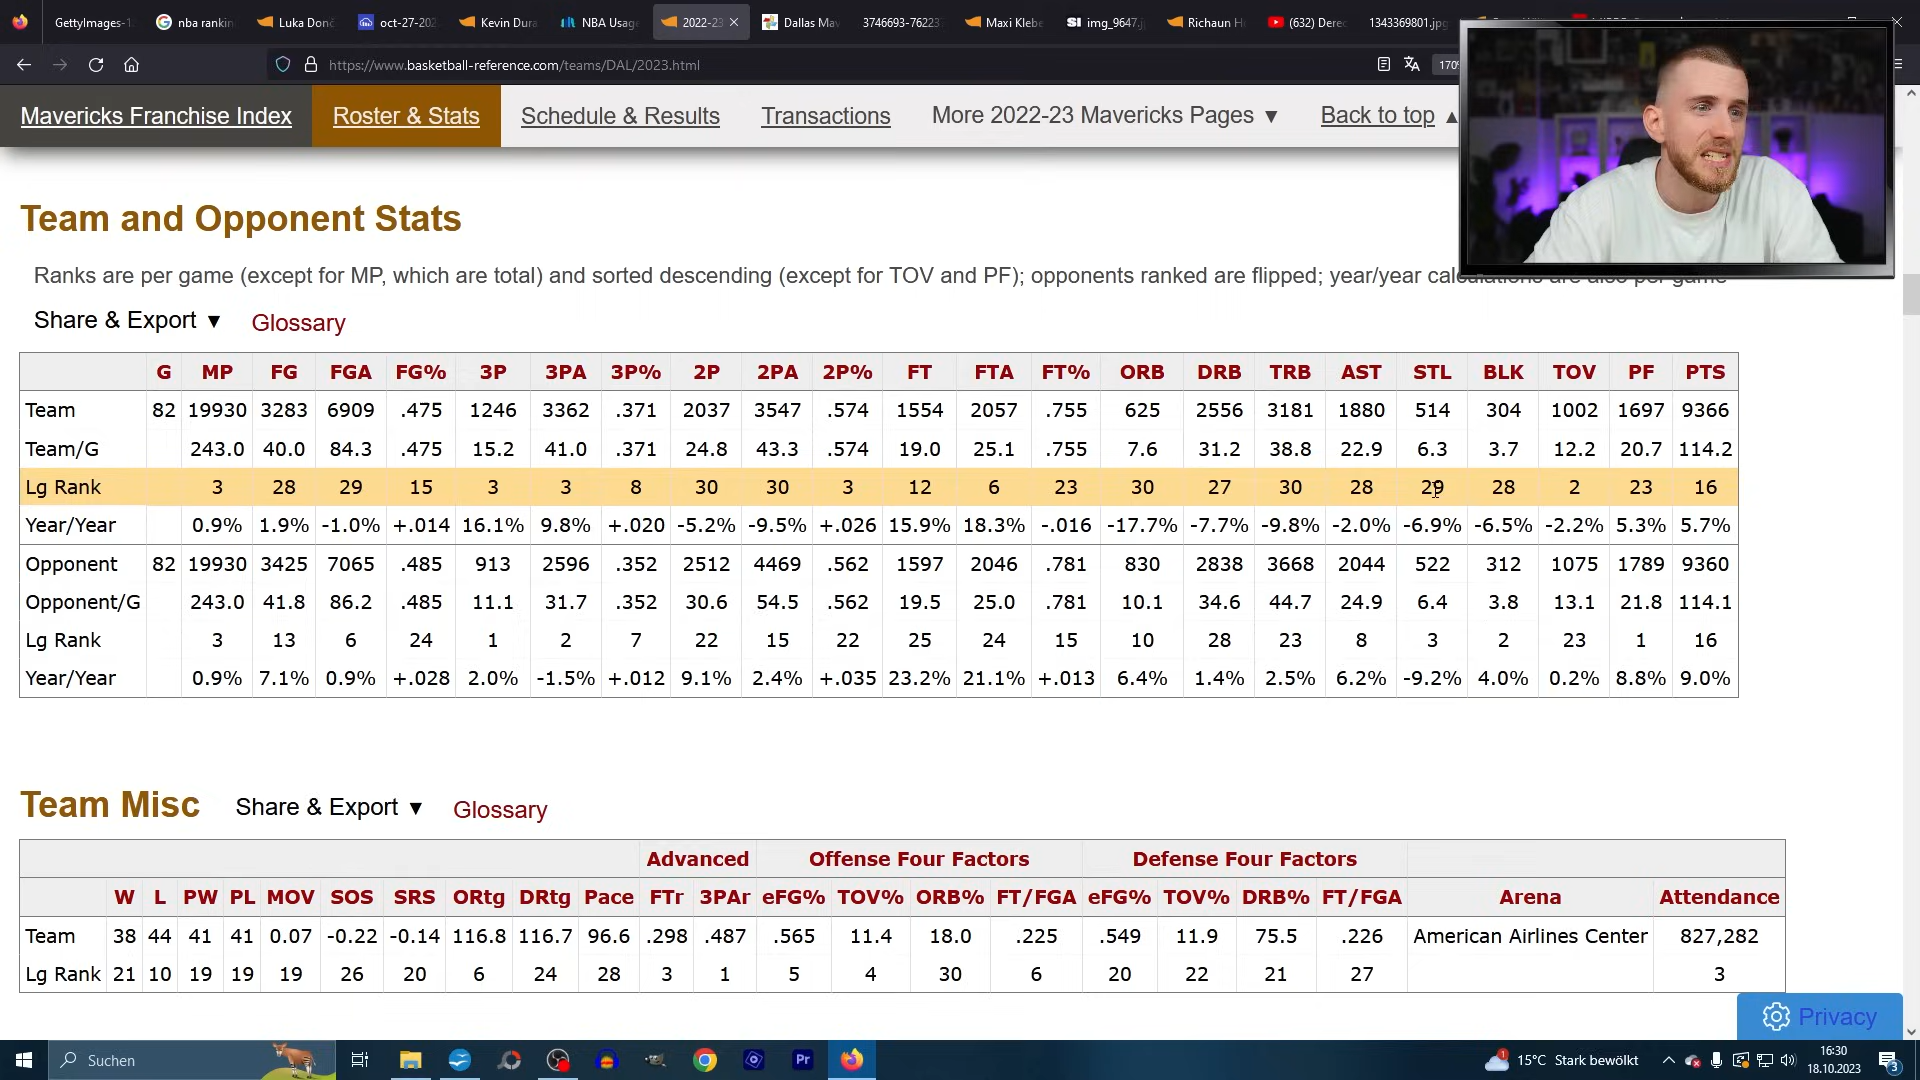 GettyImages-1
nba rankin
Luka Donč
oct-27-202
Kevin Dura
NBA Usage
2022-23
Dallas Mav
3746693-76223
Maxi Klebe
SI img_9647.j
Richaun H
(632) Derec
1343369801.jpg
https://www.basketball-reference.com/teams/DAL/2023.html
170%
Mavericks Franchise Index Roster & Stats Schedule & Results Transactions More 2022-23 Mavericks Pages ▼ Back to top ▲
Team and Opponent Stats
Ranks are per game (except for MP, which are total) and sorted descending (except for TOV and PF); opponents ranked are flipped; year/year calculations are also per game
Share & Export ▼ Glossary
G MP FG FGA FG% 3P 3PA 3P% 2P 2PA 2P% FT FTA FT% ORB DRB TRB AST STL BLK TOV PF PTS
Team 82 19930 3283 6909 .475 1246 3362 .371 2037 3547 .574 1554 2057 .755 625 2556 3181 1880 514 304 1002 1697 9366
Team/G 243.0 40.0 84.3 .475 15.2 41.0 .371 24.8 43.3 .574 19.0 25.1 .755 7.6 31.2 38.8 22.9 6.3 3.7 12.2 20.7 114.2
Lg Rank 3 28 29 15 3 3 8 30 30 3 12 6 23 30 27 30 28 29 28 2 23 16
Year/Year 0.9% 1.9% -1.0% +.014 16.1% 9.8% +.020 -5.2% -9.5% +.026 15.9% 18.3% -.016 -17.7% -7.7% -9.8% -2.0% -6.9% -6.5% -2.2% 5.3% 5.7%
Opponent 82 19930 3425 7065 .485 913 2596 .352 2512 4469 .562 1597 2046 .781 830 2838 3668 2044 522 312 1075 1789 9360
Opponent/G 243.0 41.8 86.2 .485 11.1 31.7 .352 30.6 54.5 .562 19.5 25.0 .781 10.1 34.6 44.7 24.9 6.4 3.8 13.1 21.8 114.1
Lg Rank 3 13 6 24 1 2 7 22 15 22 25 24 15 10 28 23 8 3 2 23 1 16
Year/Year 0.9% 7.1% 0.9% +.028 2.0% -1.5% +.012 9.1% 2.4% +.035 23.2% 21.1% +.013 6.4% 1.4% 2.5% 6.2% -9.2% 4.0% 0.2% 8.8% 9.0%
Team Misc Share & Export ▼ Glossary
Advanced Offense Four Factors Defense Four Factors
W L PW PL MOV SOS SRS ORtg DRtg Pace FTr 3PAr eFG% TOV% ORB% FT/FGA eFG% TOV% DRB% FT/FGA Arena Attendance
Team 38 44 41 41 0.07 -0.22 -0.14 116.8 116.7 96.6 .298 .487 .565 11.4 18.0 .225 .549 11.9 75.5 .226 American Airlines Center 827,282
Lg Rank 21 10 19 19 19 26 20 6 24 28 3 1 5 4 30 6 20 22 21 27 3
Privacy
Suchen
Pr
1
15°C Stark bewölkt
16:30
18.10.2023
3